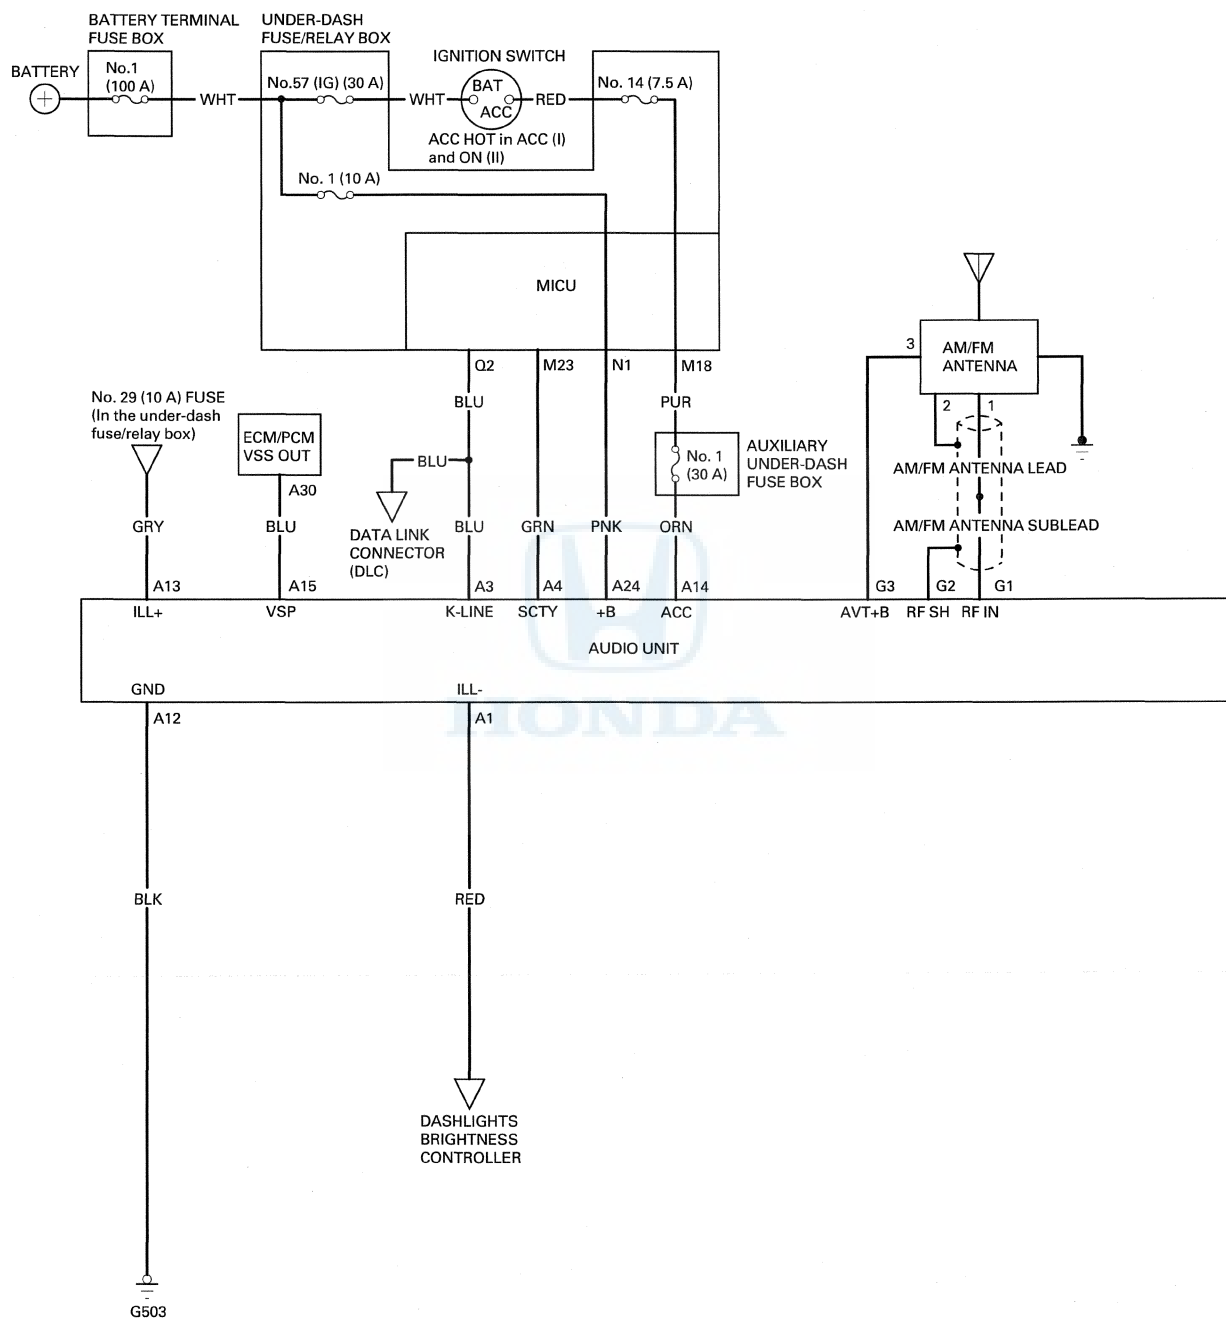 BATTERY TERMINAL
FUSE BOX
UNDER-DASH
FUSE/RELAY BOX
BATTERY
No.1
(100 A)
WHT
No.57 (IG) (30 A)
WHT
IGNITION SWITCH
BAT
ACC
RED
No. 14 (7.5 A)
ACC HOT in ACC (I)
and ON (II)
No. 1 (10 A)
MICU
Q2
M23
N1
M18
BLU
PUR
No. 29 (10 A) FUSE
(In the under-dash
fuse/relay box)
ECM/PCM
VSS OUT
A30
BLU
No. 1
(30 A)
AUXILIARY
UNDER-DASH
FUSE BOX
3
AM/FM
ANTENNA
2
1
AM/FM ANTENNA LEAD
AM/FM ANTENNA SUBLEAD
GRY
BLU
DATA LINK
CONNECTOR
(DLC)
BLU
GRN
PNK
ORN
A13
A15
A3
A4
A24
A14
G3
G2
G1
ILL+
VSP
K-LINE
SCTY
+B
ACC
AVT+B
RF SH
RF IN
AUDIO UNIT
GND
ILL-
A12
A1
HONDA
BLK
RED
DASHLIGHTS
BRIGHTNESS
CONTROLLER
G503